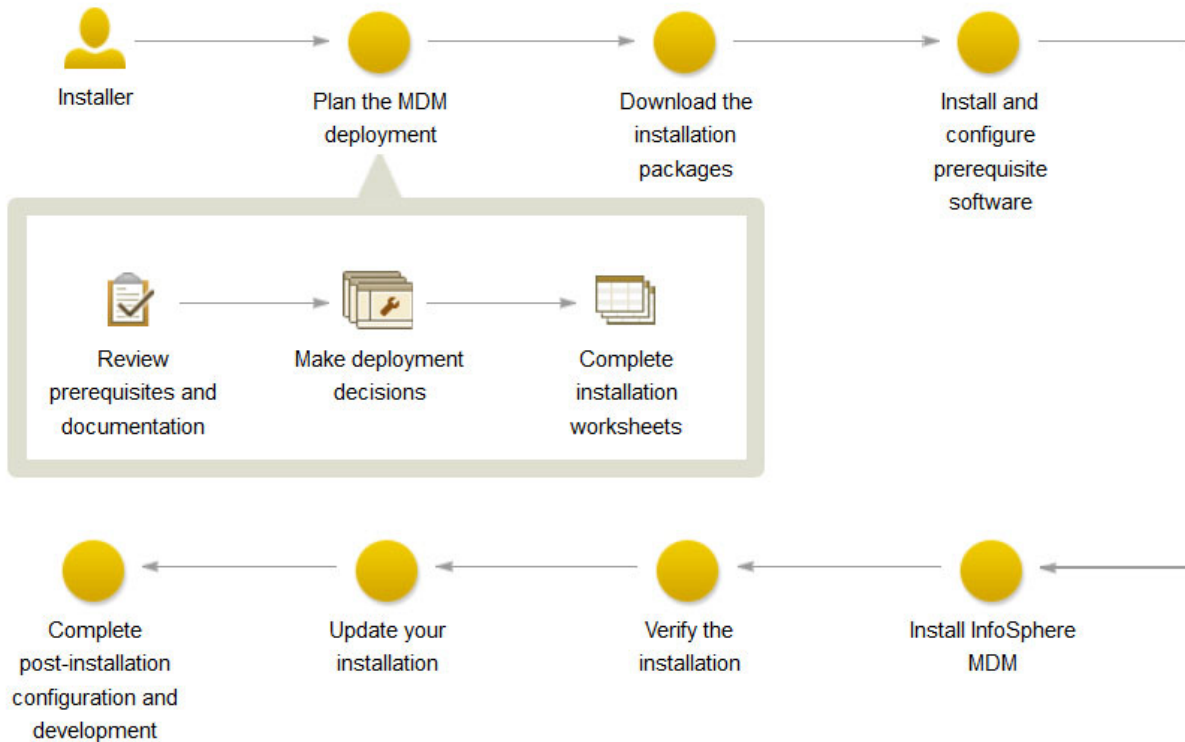 Installer
Plan the MDM
deployment
Download the
installation
packages
Install and
configure
prerequisite
software
Review
prerequisites and
documentation
Make deployment
decisions
Complete
installation
worksheets
Install InfoSphere
MDM
Verify the
installation
Update your
installation
Complete
post-installation
configuration and
development